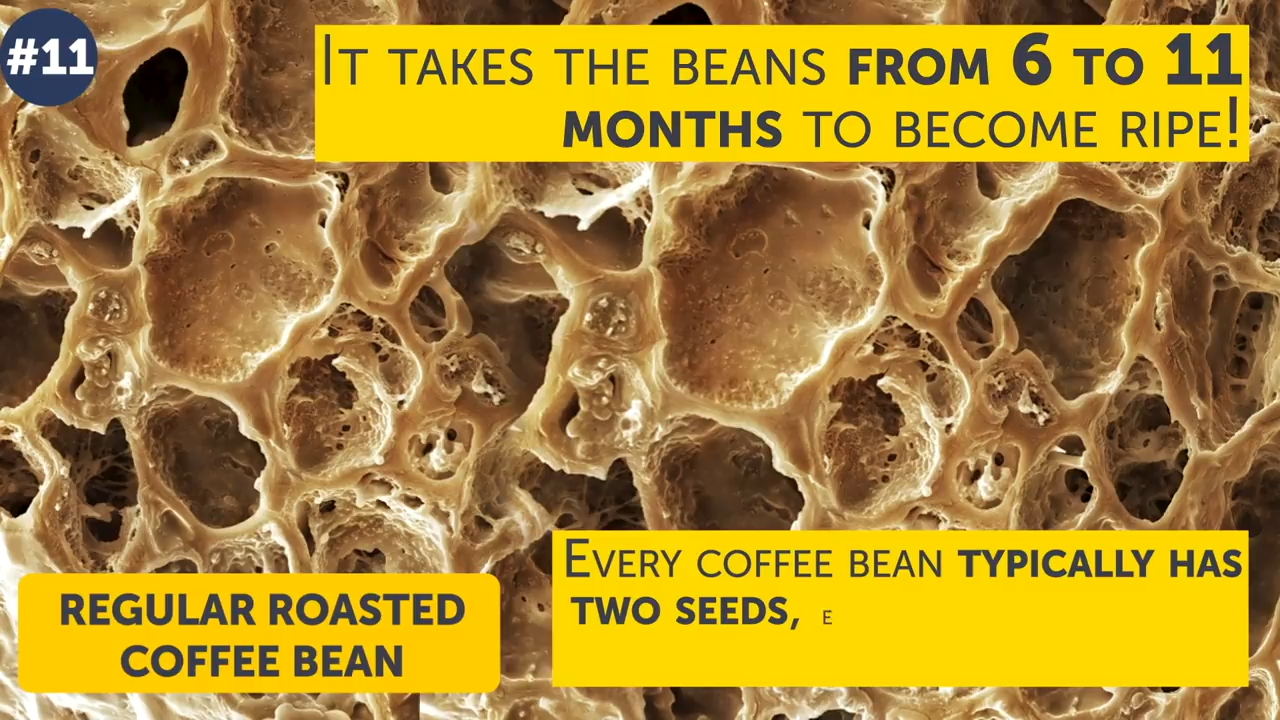 #11
It takes the beans from 6 to 11
months to become ripe!
Every coffee bean typically has
two seeds, e
REGULAR ROASTED
COFFEE BEAN